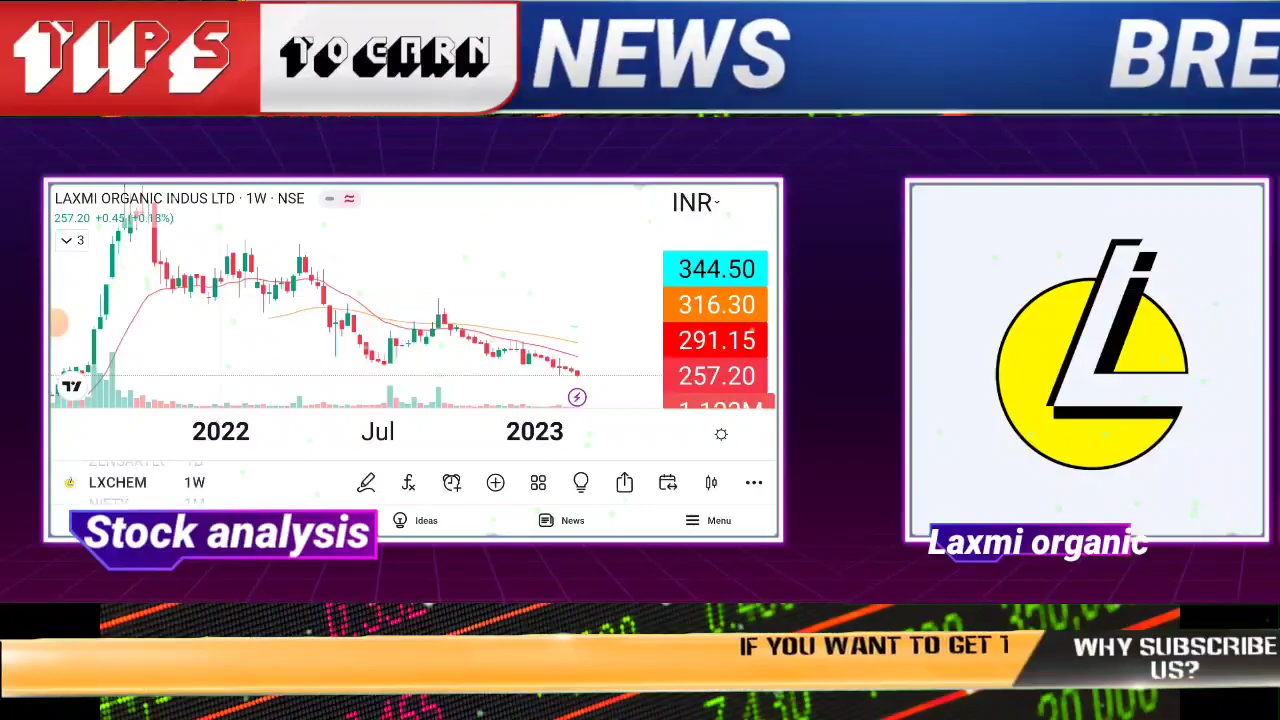 TIPS
TO EARN
NEWS
BRE
LAXMI ORGANIC INDUS LTD · 1W · NSE
INR
257.20 +0.45 (+0.18%)
3
344.50
316.30
291.15
257.20
2022 Jul 2023
LXCHEM 1W
Ideas
News
Menu
Stock analysis
Laxmi organic
IF YOU WANT TO GET
WHY SUBSCRIBE
US?